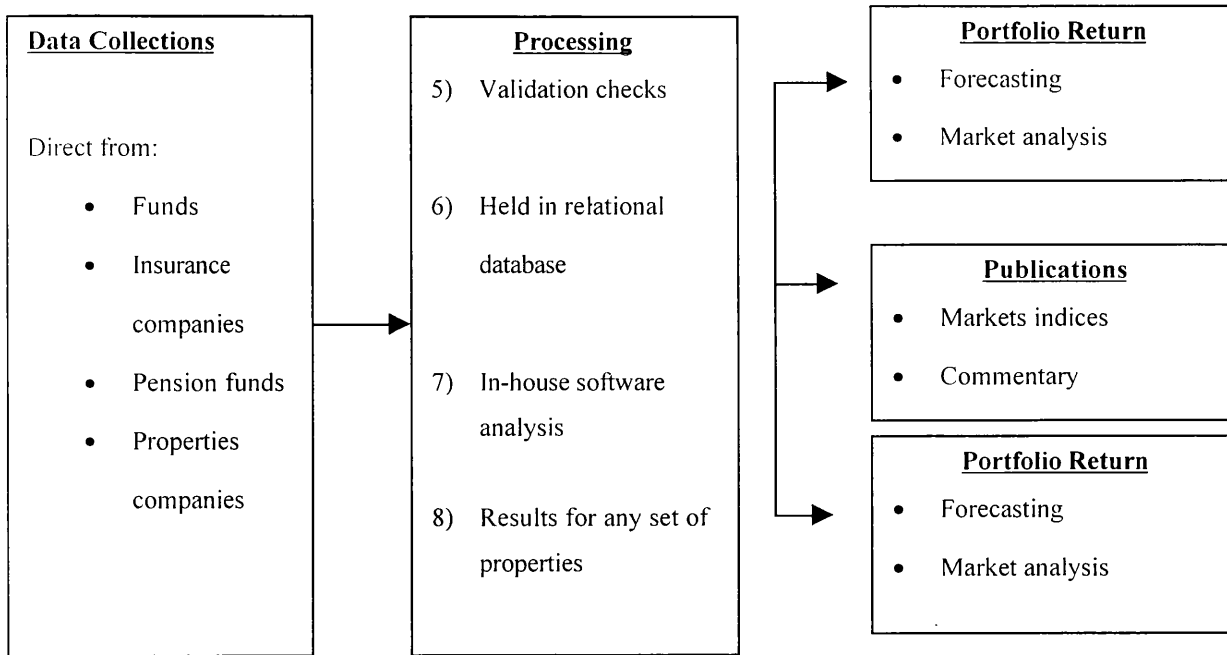 Data Collections
Direct from:
• Funds
• Insurance
companies
• Pension funds
• Properties
companies
Processing
5) Validation checks
6) Held in relational
database
7) In-house software
analysis
8) Results for any set of
properties
Portfolio Return
• Forecasting
• Market analysis
Publications
• Markets indices
• Commentary
Portfolio Return
• Forecasting
• Market analysis